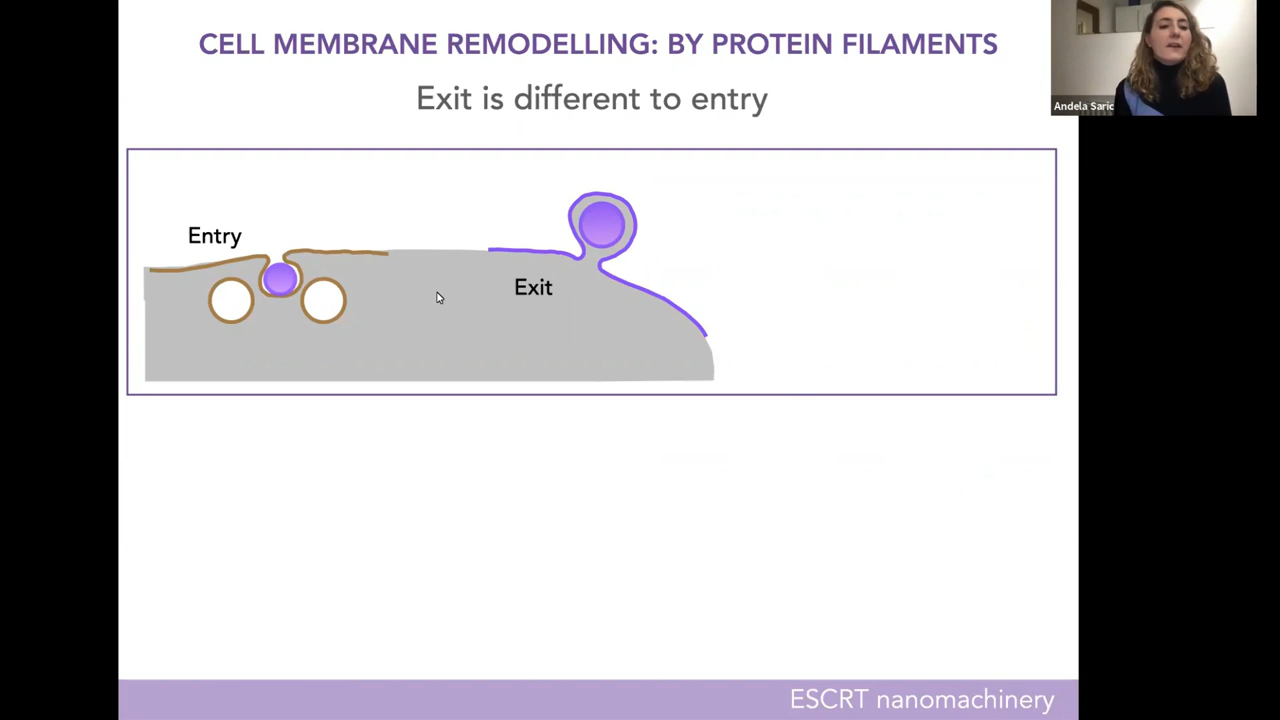 CELL MEMBRANE REMODELLING: BY PROTEIN FILAMENTS
Exit is different to entry
Andela Saric
Entry
Exit
ESCRT nanomachinery